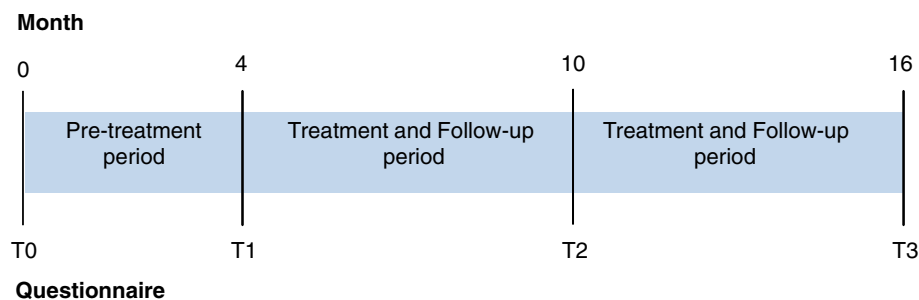 Month
0 4 10 16
Pre-treatment
period
Treatment and Follow-up
period
Treatment and Follow-up
period
T0 T1 T2 T3
Questionnaire